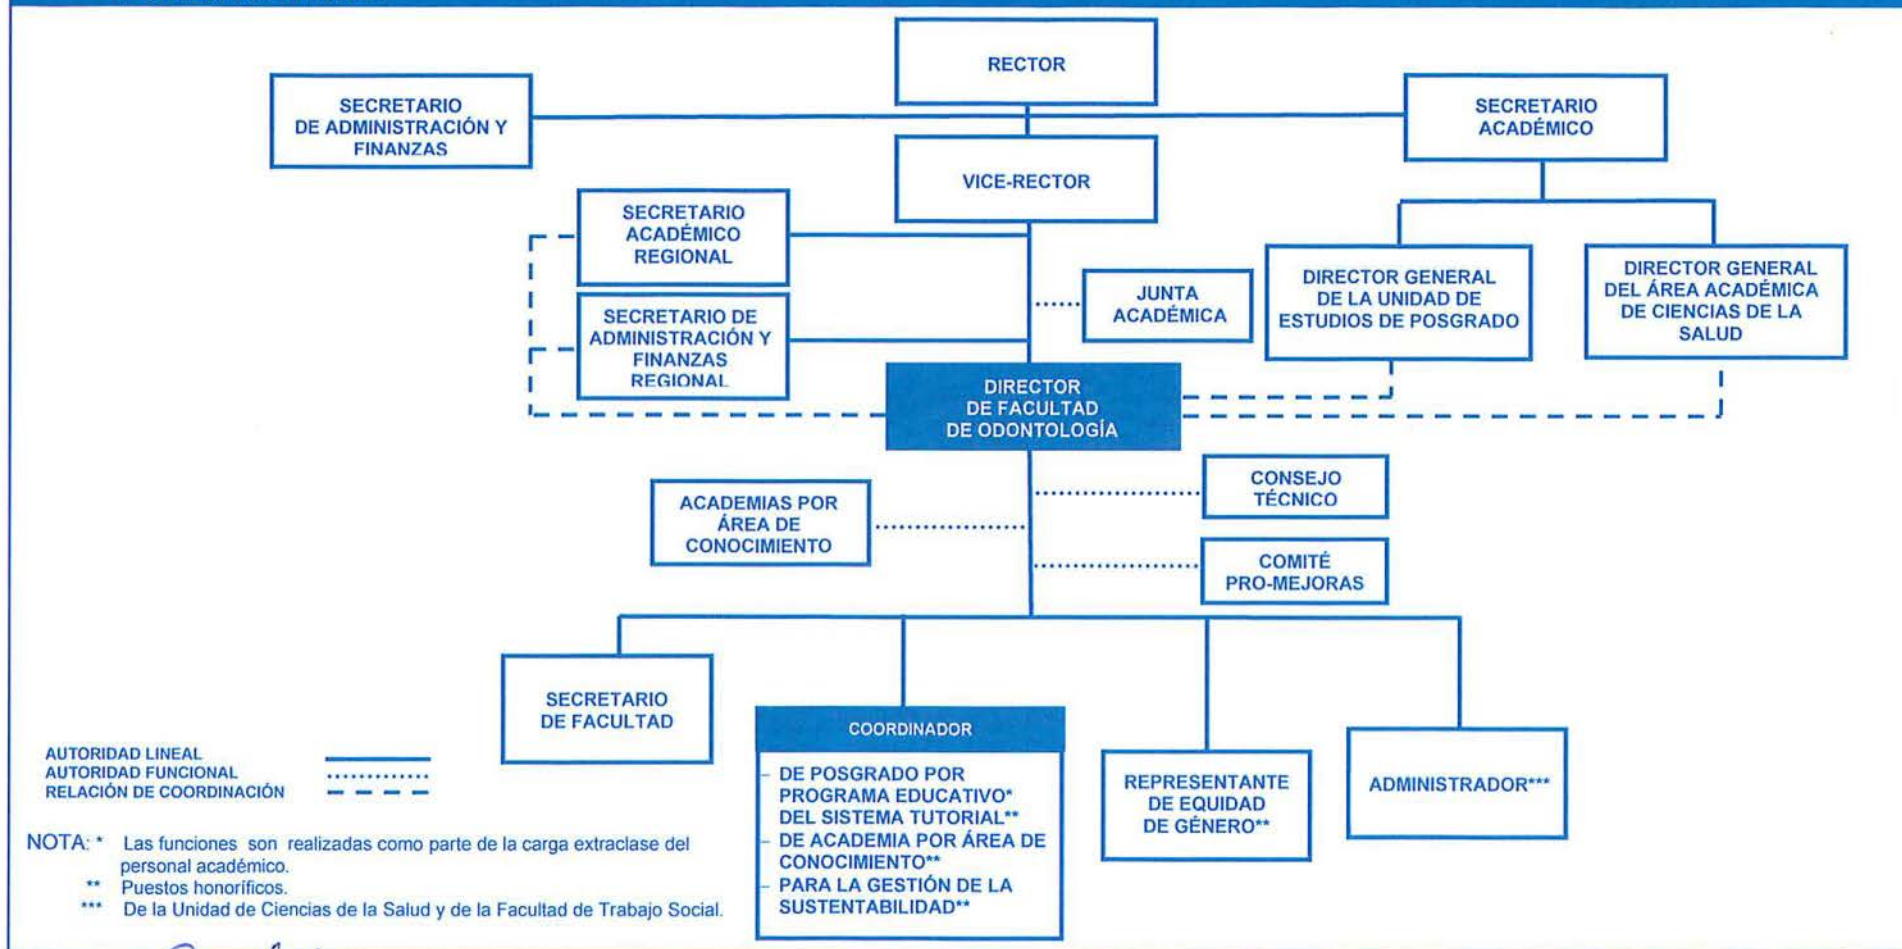 RECTOR
SECRETARIO
DE ADMINISTRACIÓN Y
FINANZAS
SECRETARIO
ACADÉMICO
VICE-RECTOR
SECRETARIO
ACADÉMICO
REGIONAL
SECRETARIO DE
ADMINISTRACIÓN Y
FINANZAS
REGIONAL
JUNTA
ACADÉMICA
DIRECTOR GENERAL
DE LA UNIDAD DE
ESTUDIOS DE POSGRADO
DIRECTOR GENERAL
DEL ÁREA ACADÉMICA
DE CIENCIAS DE LA
SALUD
DIRECTOR
DE FACULTAD
DE ODONTOLOGÍA
ACADEMIAS POR
ÁREA DE
CONOCIMIENTO
CONSEJO
TÉCNICO
COMITÉ
PRO-MEJORAS
SECRETARIO
DE FACULTAD
COORDINADOR
– DE POSGRADO POR
PROGRAMA EDUCATIVO*
DEL SISTEMA TUTORIAL**
– DE ACADEMIA POR ÁREA DE
CONOCIMIENTO**
– PARA LA GESTIÓN DE LA
SUSTENTABILIDAD**
REPRESENTANTE
DE EQUIDAD
DE GÉNERO**
ADMINISTRADOR***
AUTORIDAD LINEAL
AUTORIDAD FUNCIONAL
RELACIÓN DE COORDINACIÓN
NOTA: * Las funciones son realizadas como parte de la carga extraclase del
personal académico.
** Puestos honoríficos.
*** De la Unidad de Ciencias de la Salud y de la Facultad de Trabajo Social.